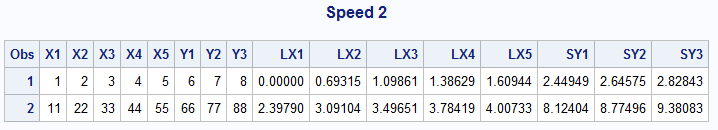 Speed 2
Obs X1 X2 X3 X4 X5 Y1 Y2 Y3 LX1 LX2 LX3 LX4 LX5 SY1 SY2 SY3
1 1 2 3 4 5 6 7 8 0.00000 0.69315 1.09861 1.38629 1.60944 2.44949 2.64575 2.82843
2 11 22 33 44 55 66 77 88 2.39790 3.09104 3.49651 3.78419 4.00733 8.12404 8.77496 9.38083